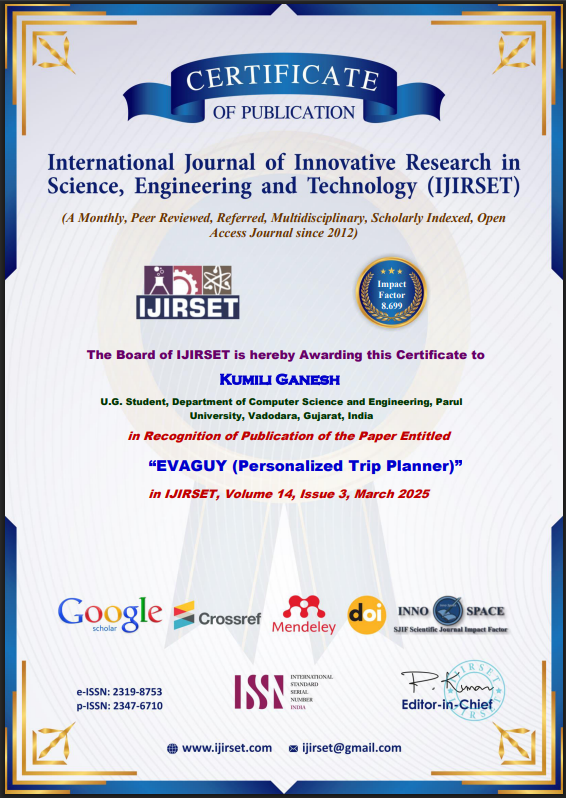 CERTIFICATE
OF PUBLICATION
International Journal of Innovative Research in
Science, Engineering and Technology (IJIRSET)
(A Monthly, Peer Reviewed, Referred, Multidisciplinary, Scholarly Indexed, Open
Access Journal since 2012)
IJIRSET
Impact
Factor
8.699
The Board of IJIRSET is hereby Awarding this Certificate to
KUMILI GANESH
U.G. Student, Department of Computer Science and Engineering, Parul
University, Vadodara, Gujarat, India
in Recognition of Publication of the Paper Entitled
“EVAGUY (Personalized Trip Planner)”
in IJIRSET, Volume 14, Issue 3, March 2025
Google
scholar
Crossref
Mendeley
doi
INNO SPACE
SJIF Scientific Journal Impact Factor
e-ISSN: 2319-8753
p-ISSN: 2347-6710
ISSN
INTERNATIONAL
STANDARD
SERIAL
NUMBER
INDIA
P. Kumar
IJIRSET
IJIRSET
Editor-in-Chief
www.ijirset.com ijirset@gmail.com